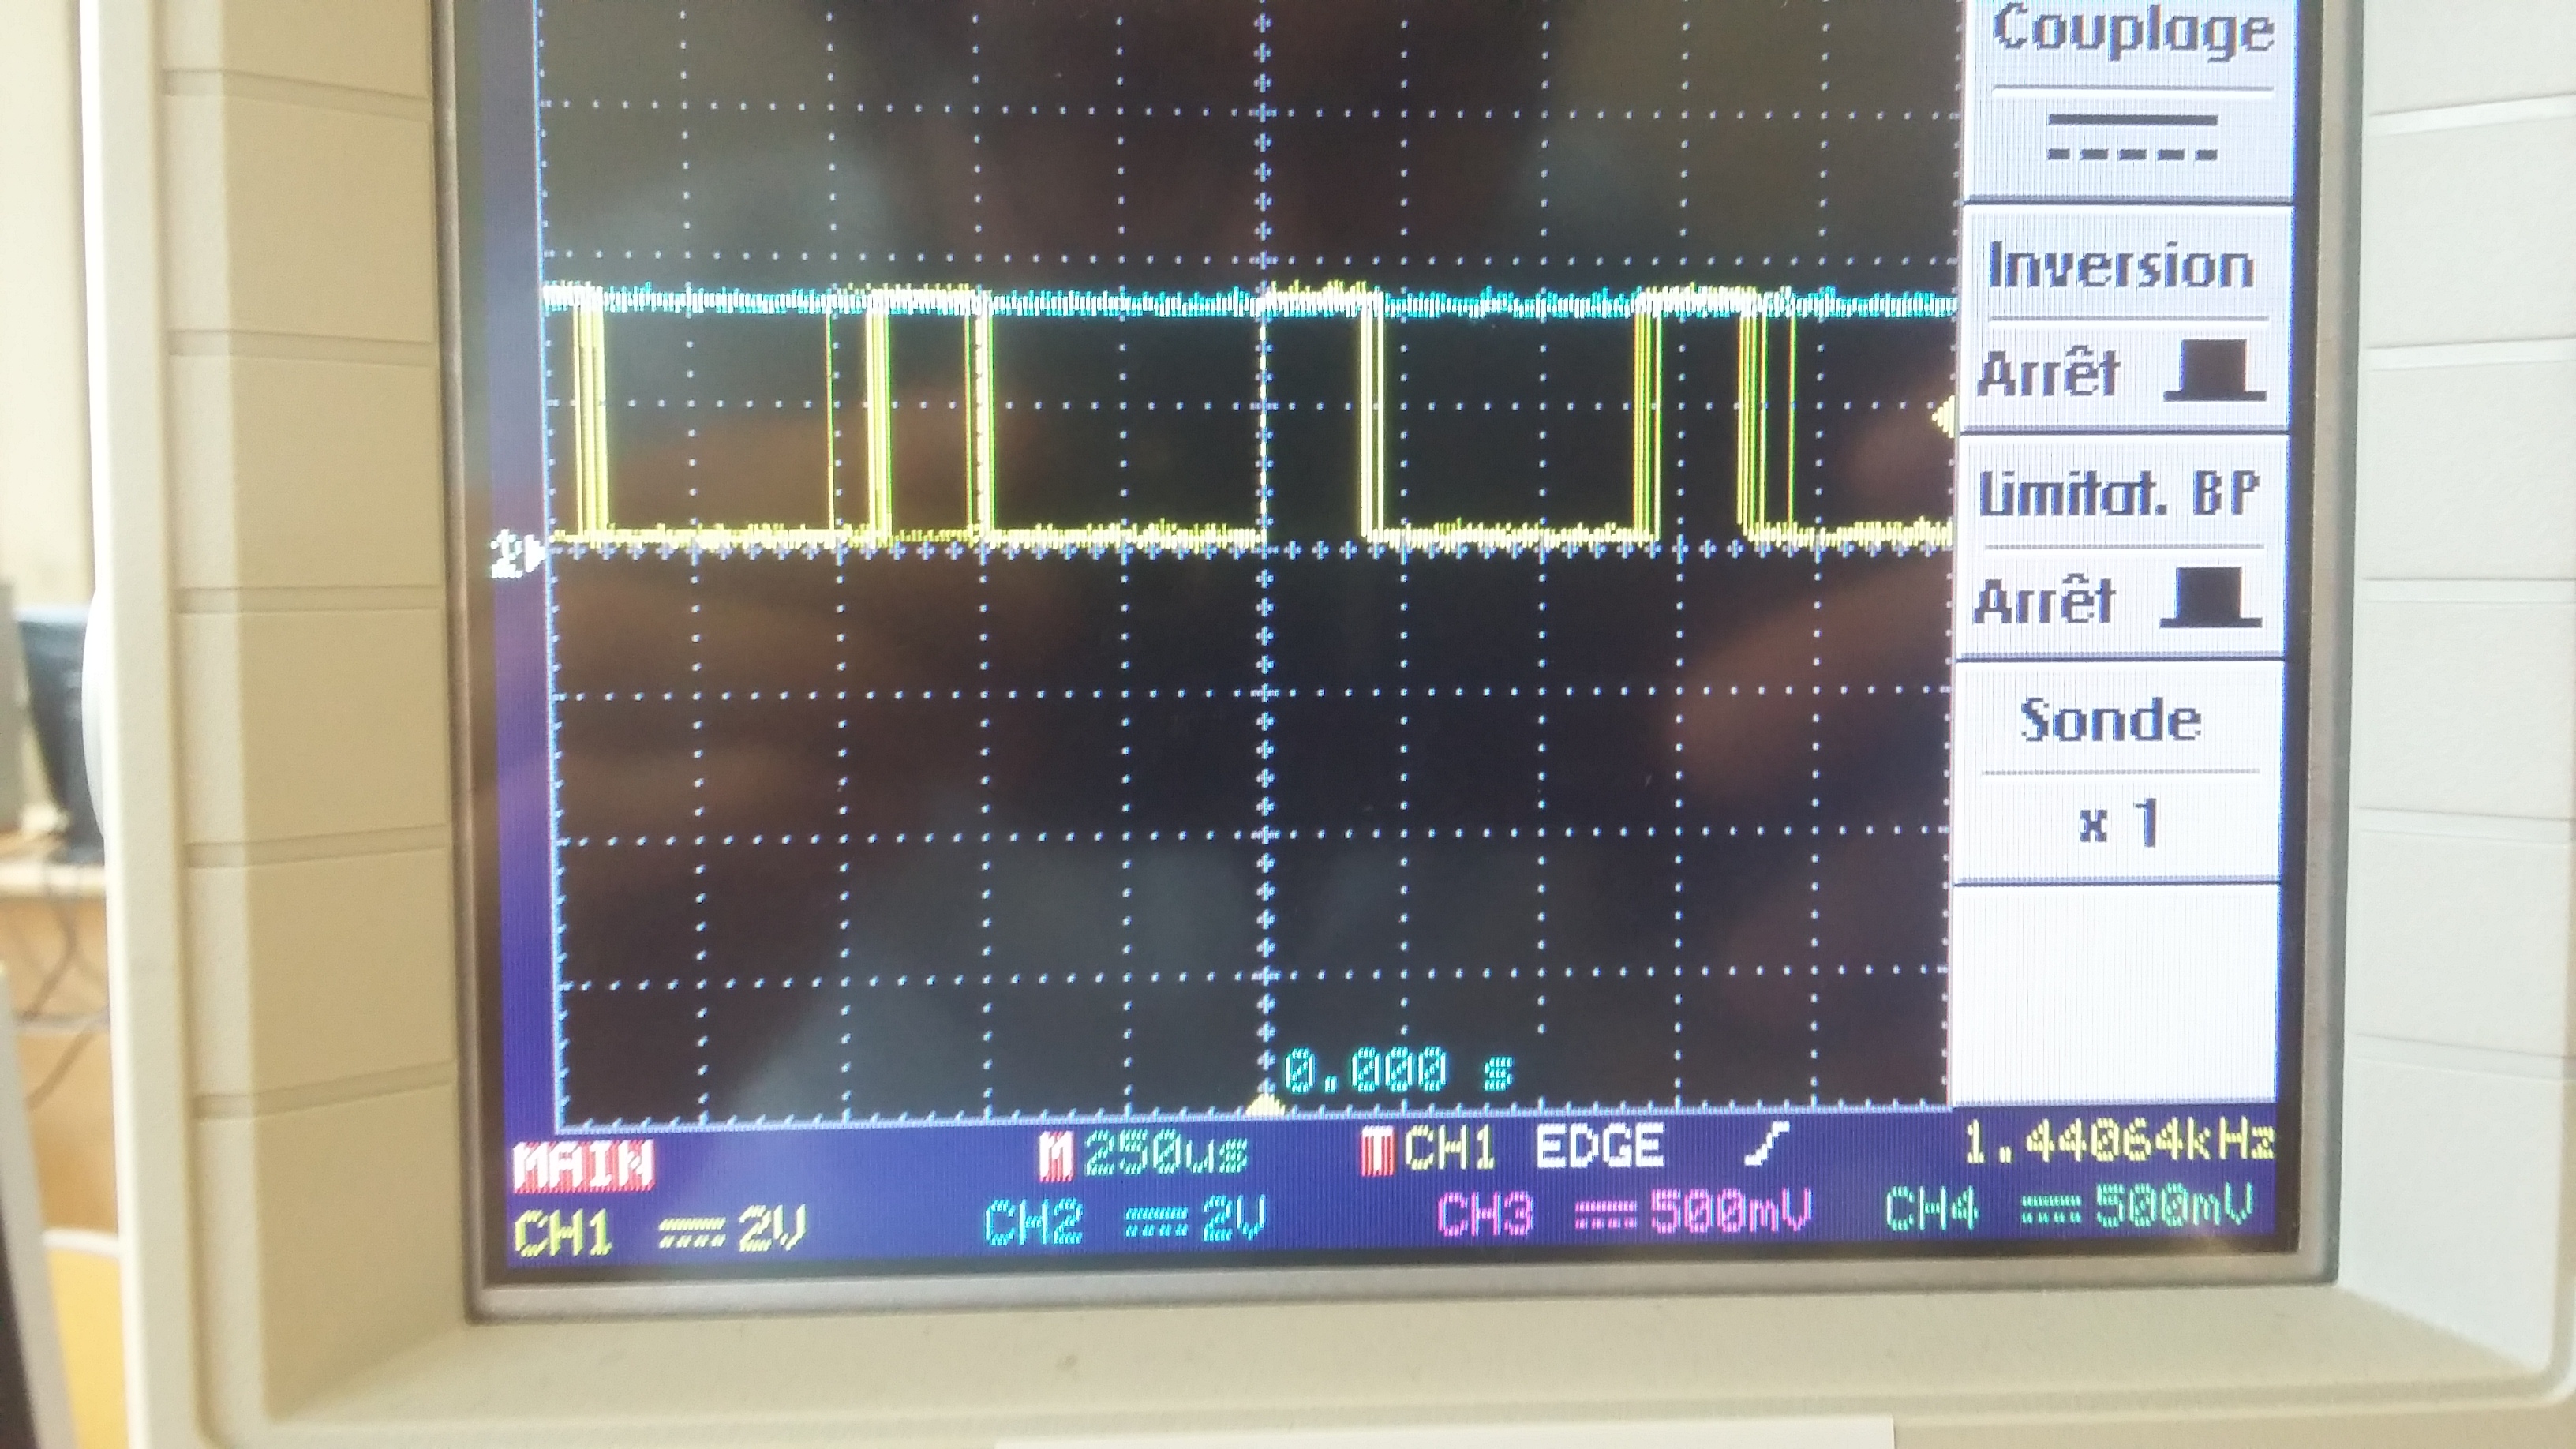 Couplage
Inversion
Arrêt
Limitat. BP
Arrêt
Sonde
x 1
0.000 s
MAIN M 250us T CH1 EDGE 1.44064kHz
CH1 2V CH2 2V CH3 500mV CH4 500mV